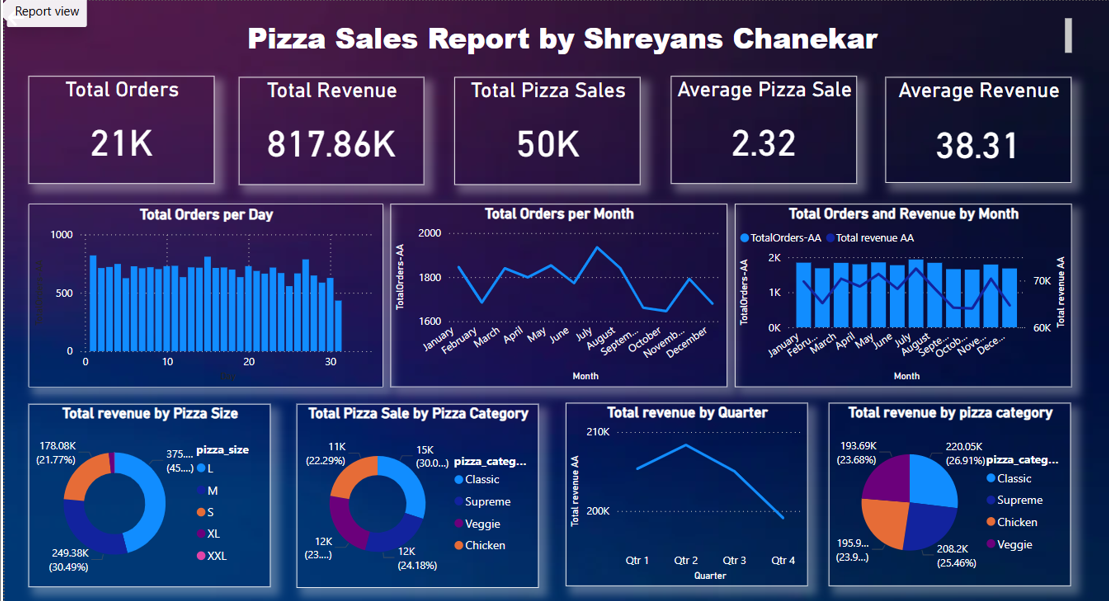 Report view
Pizza Sales Report by Shreyans Chanekar
Total Orders
21K
Total Revenue
817.86K
Total Pizza Sales
50K
Average Pizza Sale
2.32
Average Revenue
38.31
Total Orders per Day
1000
500
0
0
10
20
30
Total Orders per Month
TotalOrders-AA
2000
1800
1600
January
February
March
April
May
June
July
August
Septem...
October
Novemb...
December
Month
Total Orders and Revenue by Month
TotalOrders-AA
Total revenue AA
TotalOrders-AA
2K
1K
0K
70K
60K
Total revenue AA
January
Febru...
March
April
May
June
July
August
Septe...
Octob...
Nove...
Dece...
Month
Total revenue by Pizza Size
178.08K
(21.77%)
375....
(45....)
249.38K
(30.49%)
pizza_size
L
M
S
XL
XXL
Total Pizza Sale by Pizza Category
11K
(22.29%)
15K
(30.0...)
12K
(23....)
12K
(24.18%)
pizza_categ...
Classic
Supreme
Veggie
Chicken
Total revenue by Quarter
Total revenue AA
210K
200K
Qtr 1
Qtr 2
Qtr 3
Qtr 4
Quarter
Total revenue by pizza category
193.69K
(23.68%)
220.05K
(26.91%)
195.9...
(23.9...)
208.2K
(25.46%)
pizza_categ...
Classic
Supreme
Chicken
Veggie